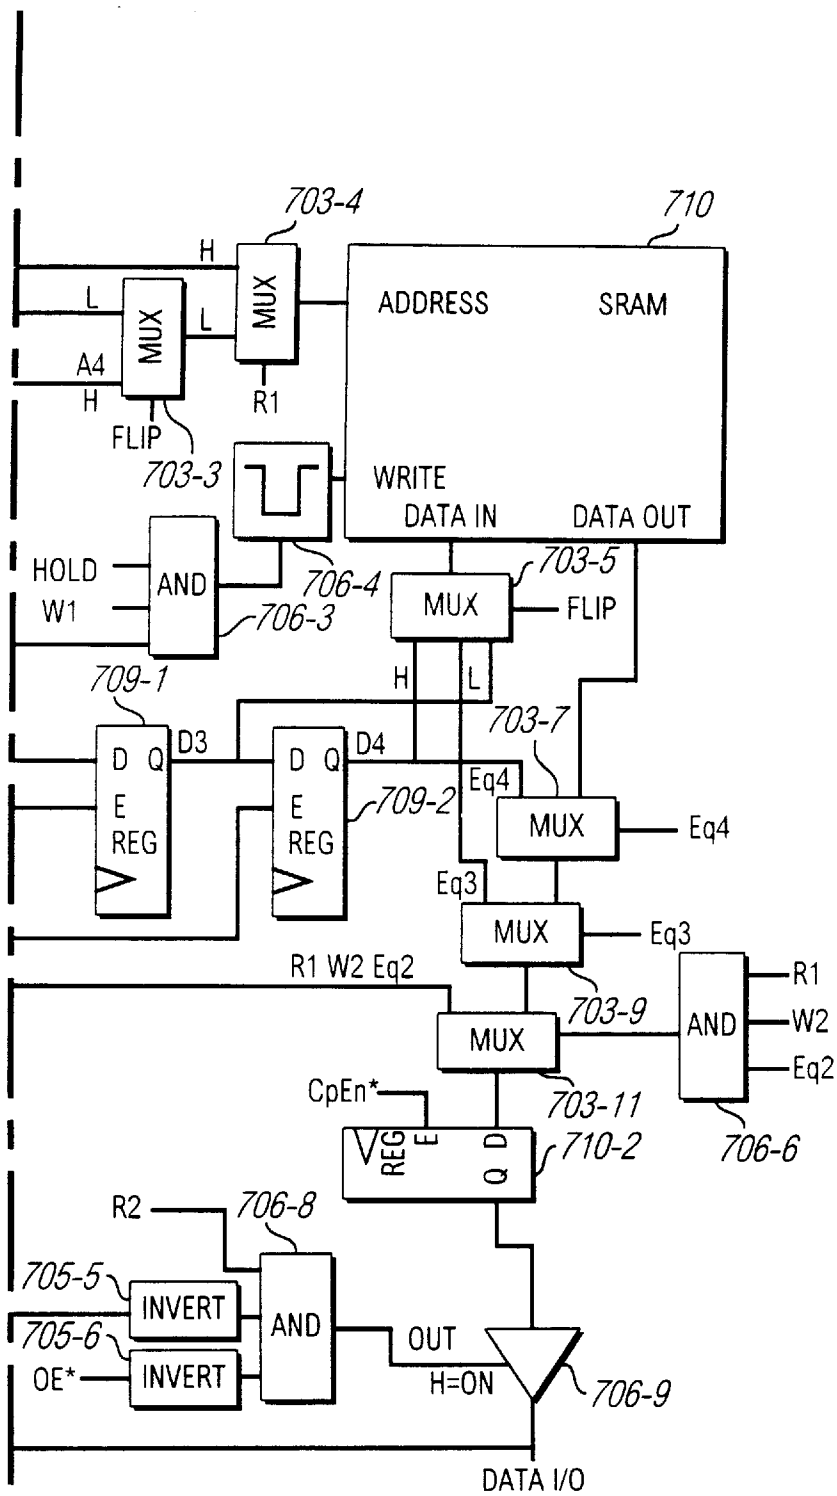 703-4
710
H
L
MUX
L
MUX
ADDRESS
SRAM
A4
H
R1
FLIP
703-3
WRITE
DATA IN
DATA OUT
706-4
703-5
HOLD
AND
W1
706-3
MUX
FLIP
709-1
H
L
703-7
D3
D4
D
Q
D
Q
Eq4
709-2
E
E
REG
REG
MUX
Eq4
Eq3
MUX
Eq3
R1 W2 Eq2
703-9
R1
AND
W2
MUX
Eq2
CpEn*
703-11
706-6
REG
E
D
Q
710-2
R2
706-8
705-5
INVERT
AND
OUT
705-6
OE*
INVERT
H=ON
706-9
DATA I/O